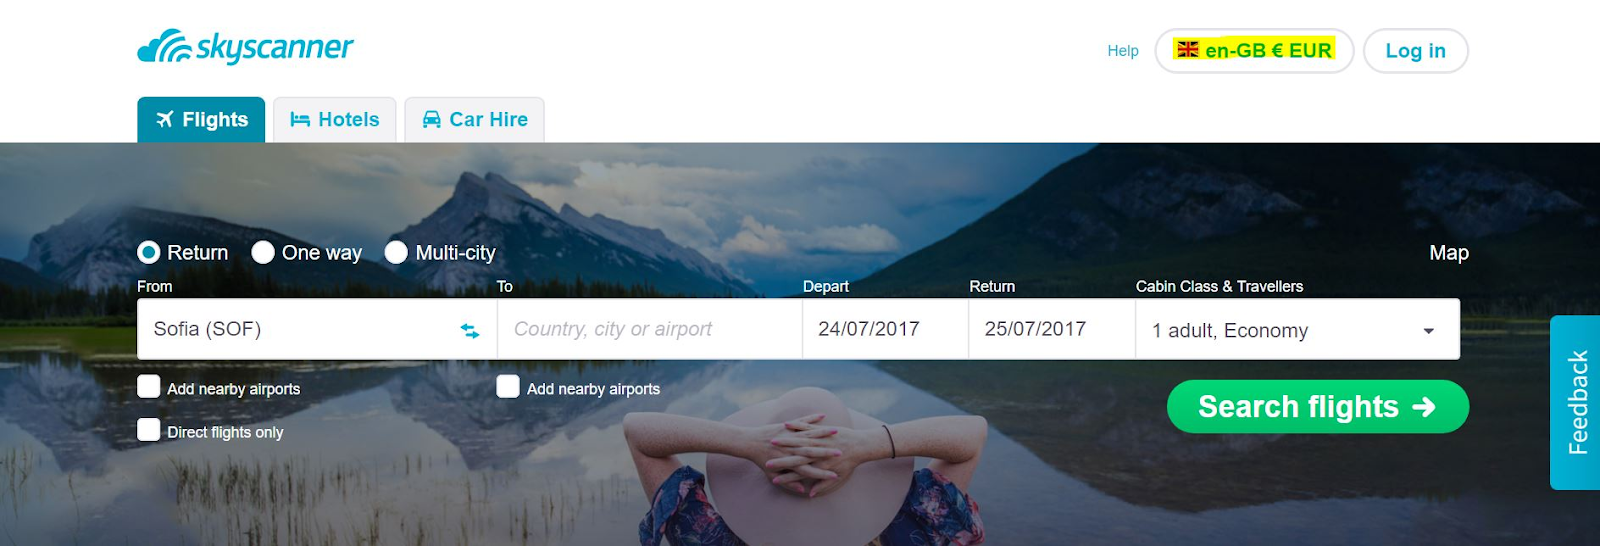 skyscanner
Help
en-GB € EUR
Log in
Flights
Hotels
Car Hire
Return
One way
Multi-city
Map
From
To
Depart
Return
Cabin Class & Travellers
Sofia (SOF)
Country, city or airport
24/07/2017
25/07/2017
1 adult, Economy
Add nearby airports
Add nearby airports
Search flights
Direct flights only
Feedback